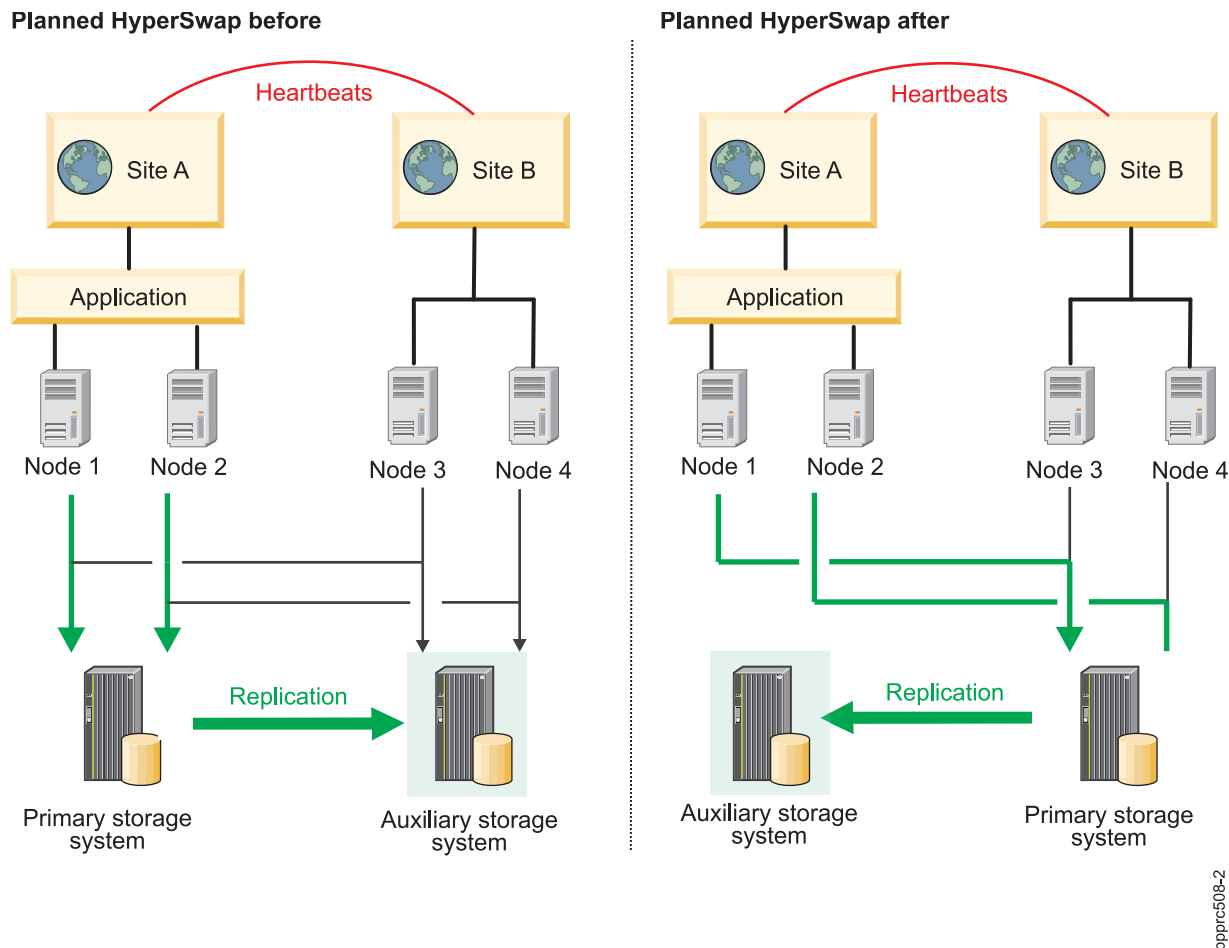 Planned HyperSwap before
Heartbeats
Site A
Site B
Application
Node 1
Node 2
Node 3
Node 4
Replication
Primary storage
system
Auxiliary storage
system
Planned HyperSwap after
Heartbeats
Site A
Site B
Application
Node 1
Node 2
Node 3
Node 4
Replication
Auxiliary storage
system
Primary storage
system
pprc508-2